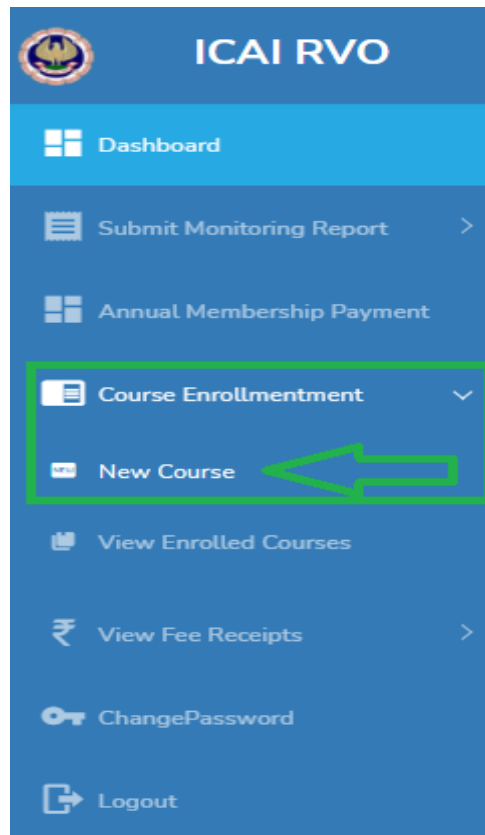 ICAI RVO
Dashboard
Submit Monitoring Report
Annual Membership Payment
Course Enrollmentment
NEW New Course
View Enrolled Courses
₹ View Fee Receipts
ChangePassword
Logout